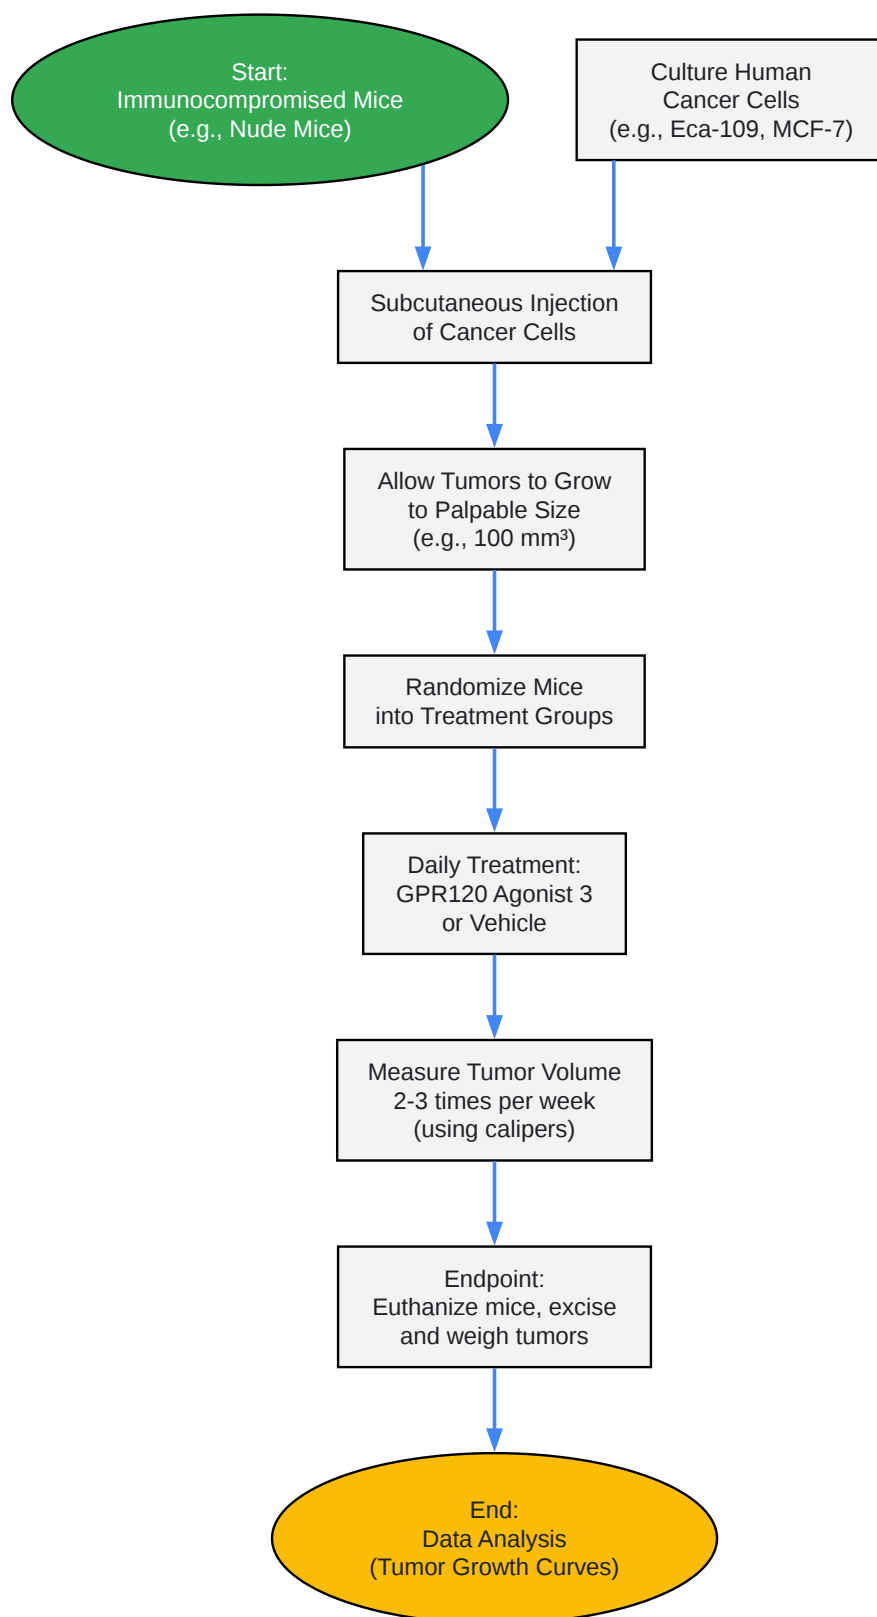 Start:
Immunocompromised Mice
(e.g., Nude Mice)
Culture Human
Cancer Cells
(e.g., Eca-109, MCF-7)
Subcutaneous Injection
of Cancer Cells
Allow Tumors to Grow
to Palpable Size
(e.g., 100 mm³)
Randomize Mice
into Treatment Groups
Daily Treatment:
GPR120 Agonist 3
or Vehicle
Measure Tumor Volume
2-3 times per week
(using calipers)
Endpoint:
Euthanize mice, excise
and weigh tumors
End:
Data Analysis
(Tumor Growth Curves)